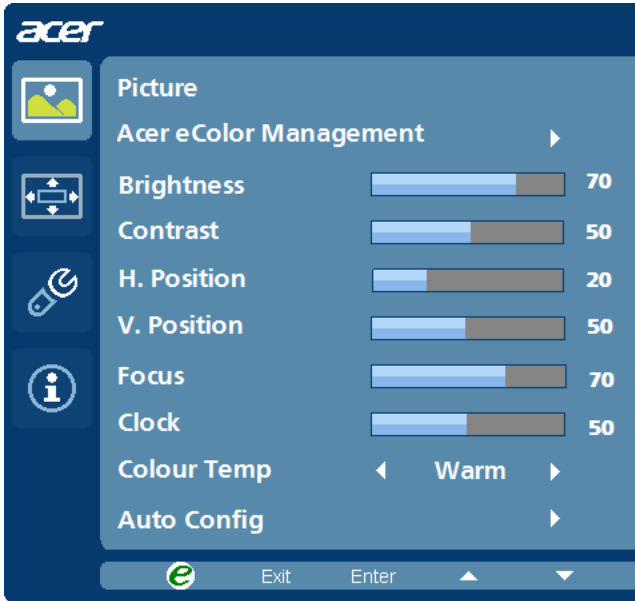 acer
Picture
Acer eColor Management
Brightness 70
Contrast 50
H. Position 20
V. Position 50
Focus 70
Clock 50
Colour Temp Warm
Auto Config
e Exit Enter